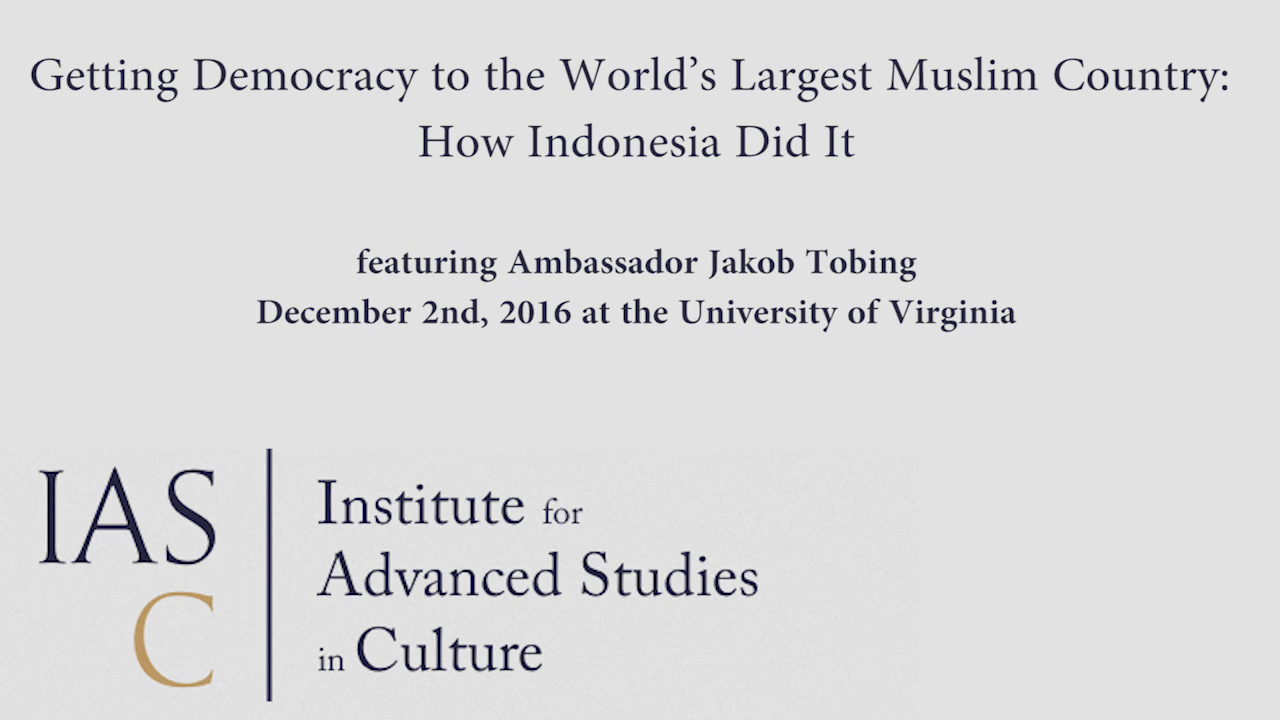 Getting Democracy to the World’s Largest Muslim Country:
How Indonesia Did It
featuring Ambassador Jakob Tobing
December 2nd, 2016 at the University of Virginia
IAS
C
Institute for
Advanced Studies
in Culture